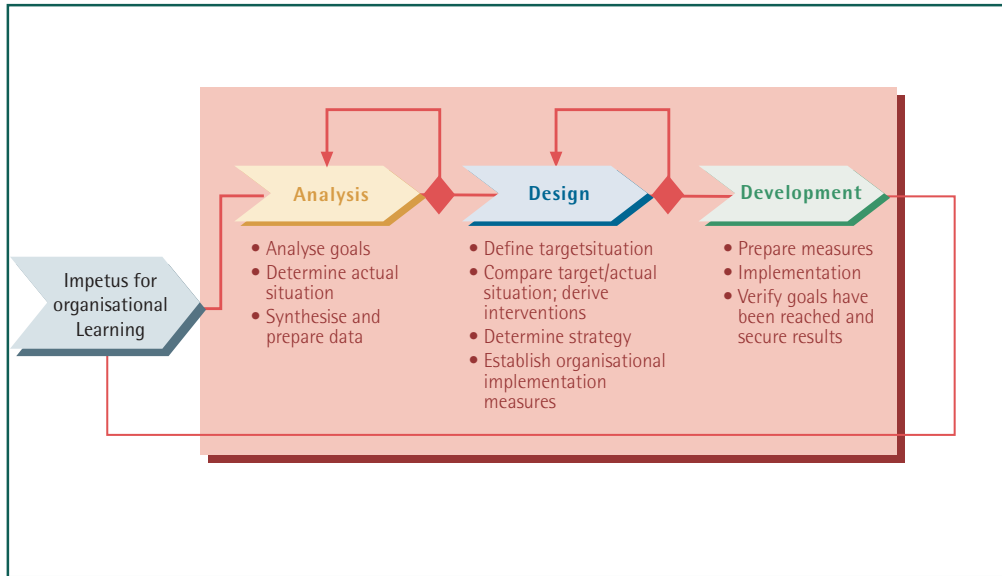 Impetus for
organisational
Learning
Analysis
• Analyse goals
• Determine actual
situation
• Synthesise and
prepare data
Design
• Define targetsituation
• Compare target/actual
situation; derive
interventions
• Determine strategy
• Establish organisational
implementation
measures
Development
• Prepare measures
• Implementation
• Verify goals have
been reached and
secure results